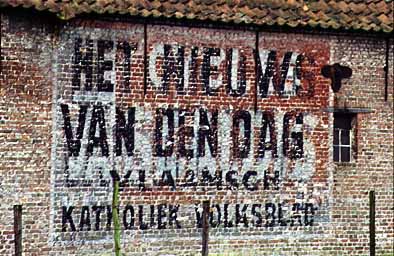 HET NIEUWS
VAN DEN DAG
VLAAMSCH
KATHOLIEK VOLKSBLAD